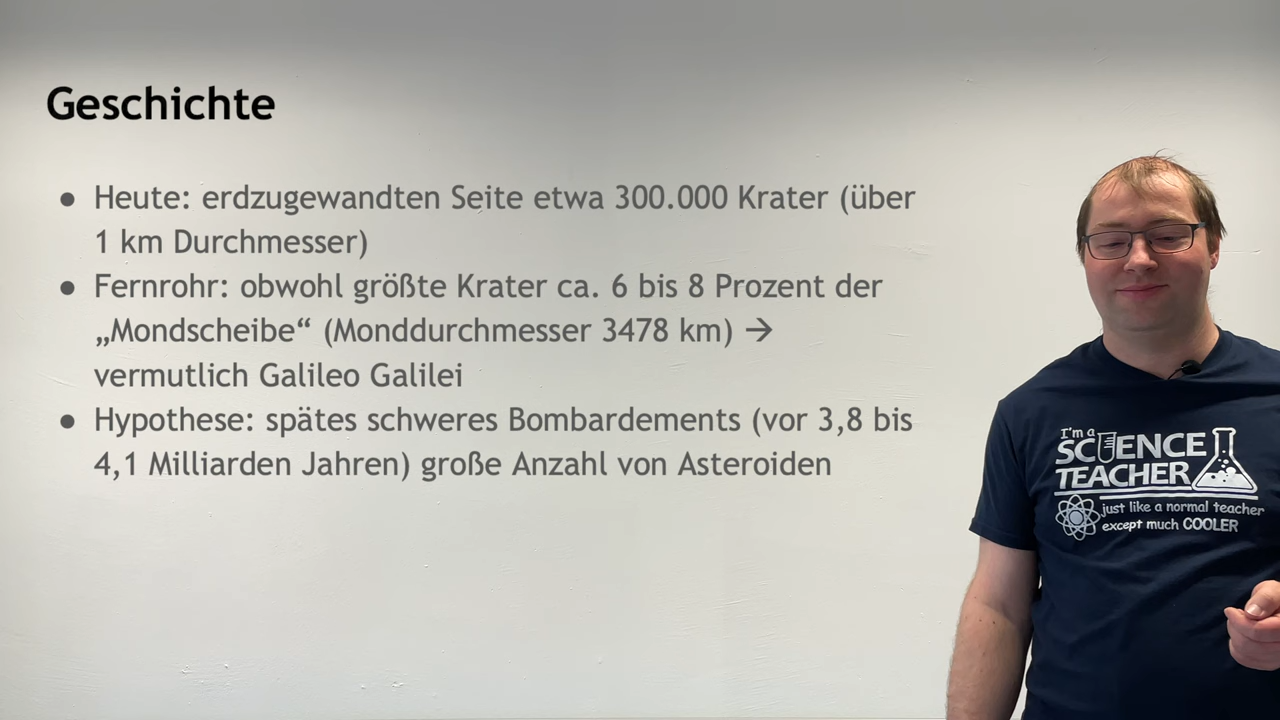 Geschichte
● Heute: erdzugewandten Seite etwa 300.000 Krater (über
1 km Durchmesser)
● Fernrohr: obwohl größte Krater ca. 6 bis 8 Prozent der
„Mondscheibe“ (Monddurchmesser 3478 km) →
vermutlich Galileo Galilei
● Hypothese: spätes schweres Bombardements (vor 3,8 bis
4,1 Milliarden Jahren) große Anzahl von Asteroiden
I'm a
SCIENCE
TEACHER
just like a normal teacher
except much COOLER